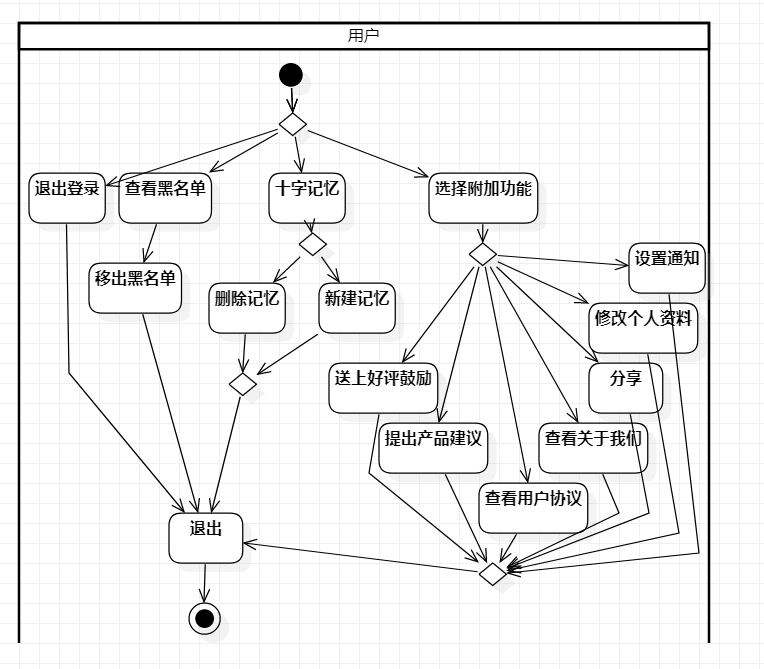 用户
退出登录
查看黑名单
十字记忆
选择附加功能
设置通知
移出黑名单
删除记忆
新建记忆
修改个人资料
送上好评鼓励
分享
提出产品建议
查看关于我们
查看用户协议
退出